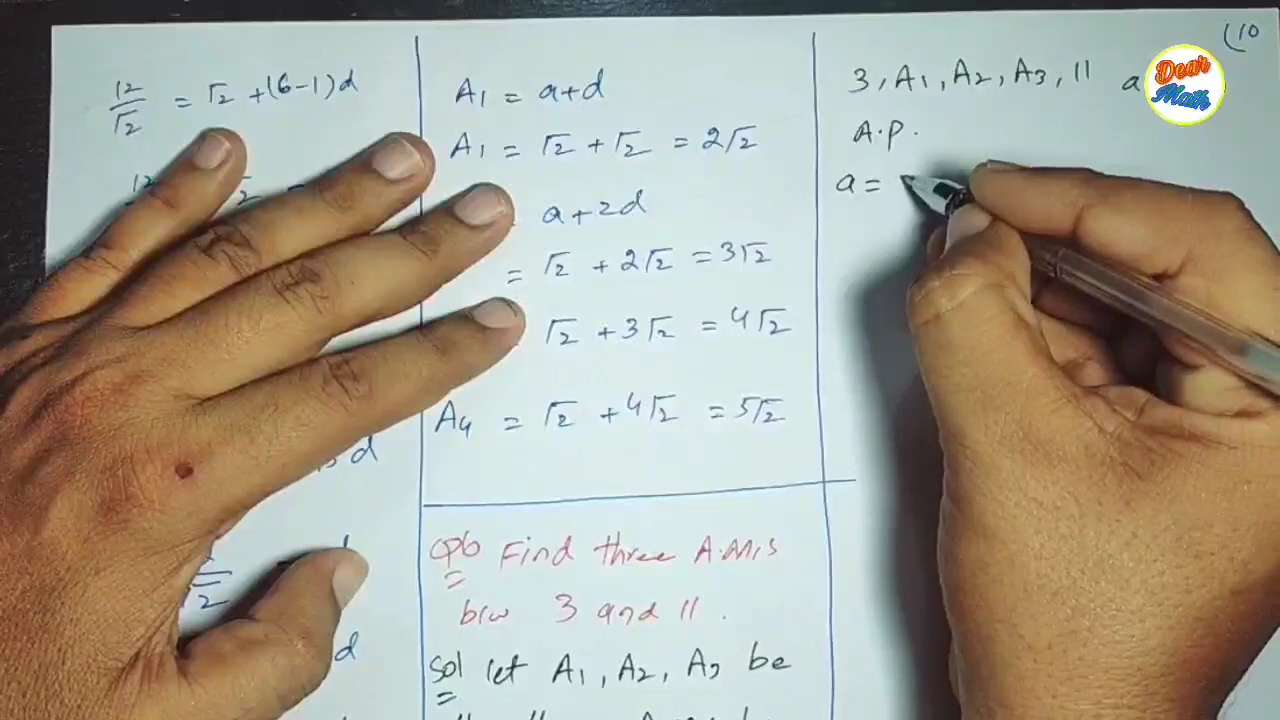 12/√2 = √2 + (6-1)d
d
d
A₁ = a+d
A₁ = √2 + √2 = 2√2
a+2d
= √2 + 2√2 = 3√2
√2 + 3√2 = 4√2
A₄ = √2 + 4√2 = 5√2
Q6 Find three A.M,s
b/w 3 and 11.
Sol let A₁, A₂, A₃ be
3, A₁, A₂, A₃, 11 a
A.P.
a =
(10
Dear
Math